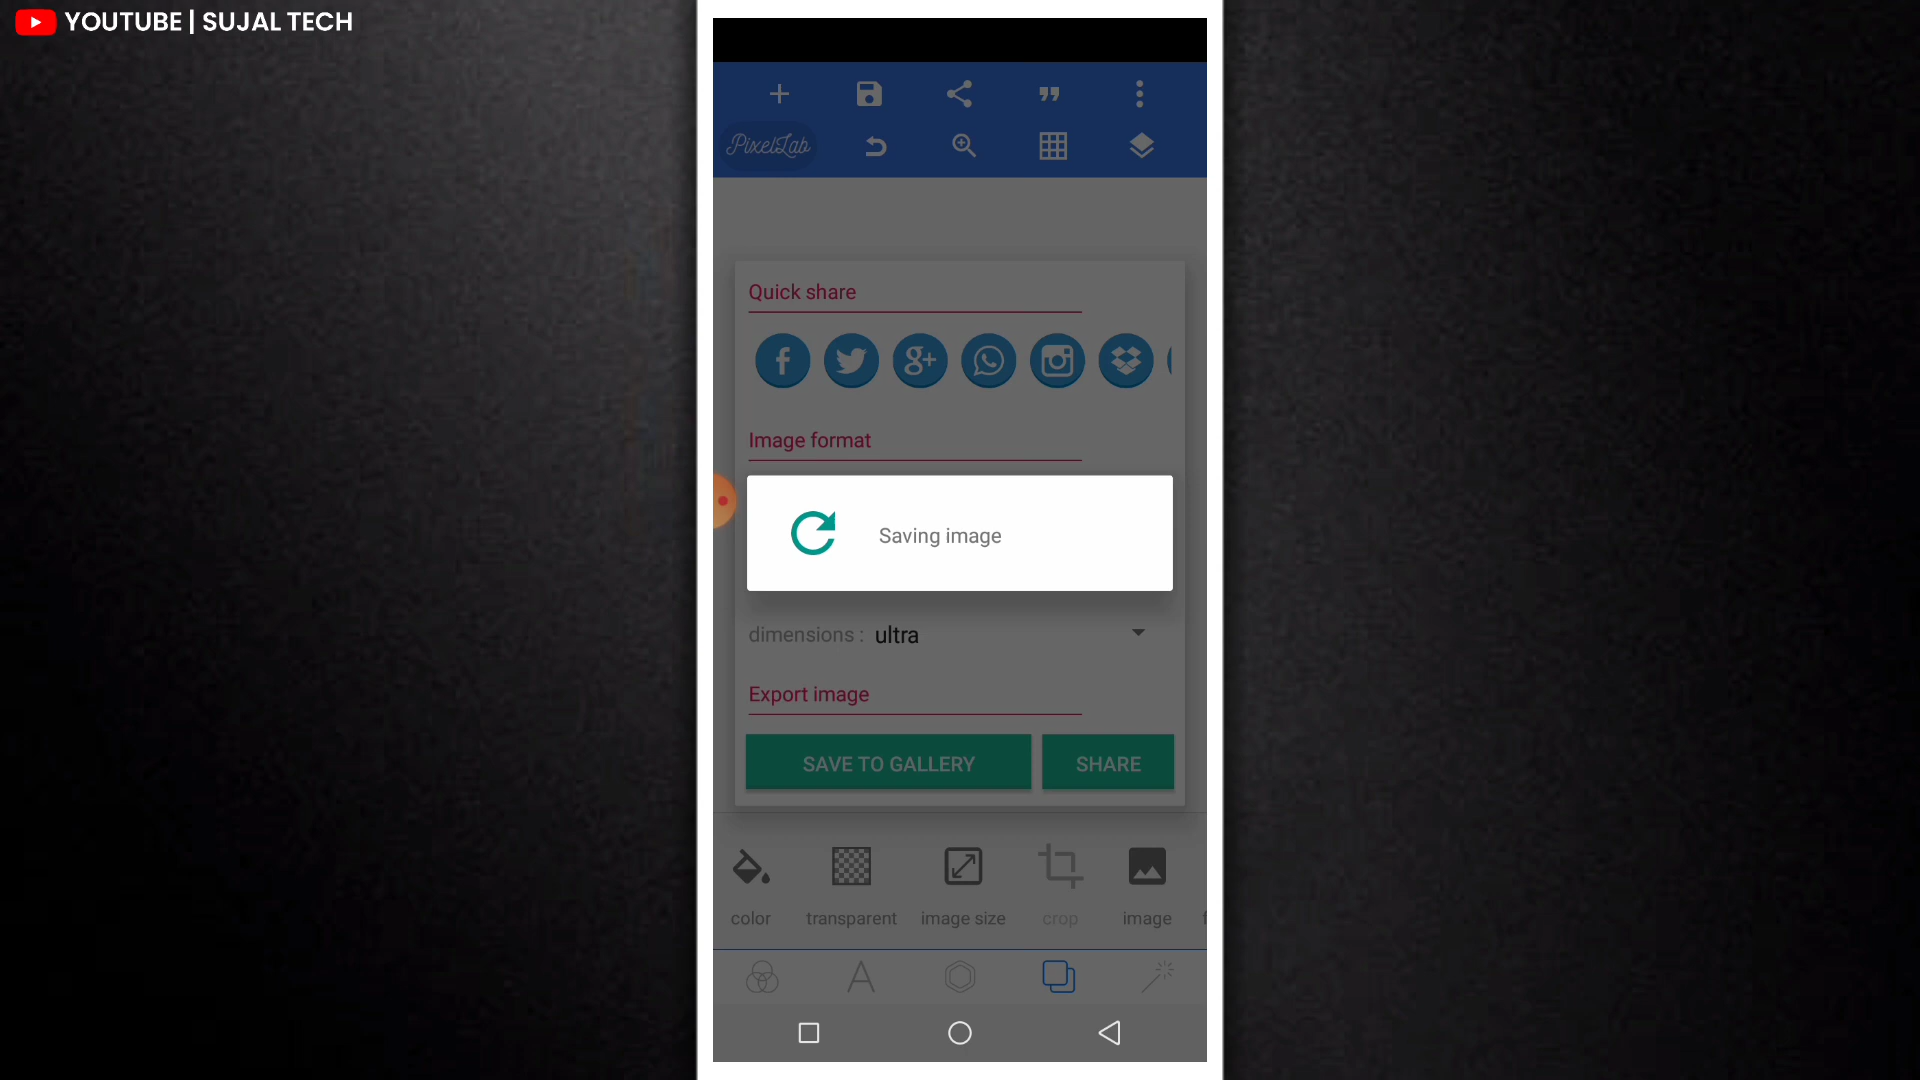 YOUTUBE | SUJAL TECH
PixelLab
Quick share
Image format
Saving image
dimensions : ultra
Export image
SAVE TO GALLERY
SHARE
color
transparent
image size
crop
image